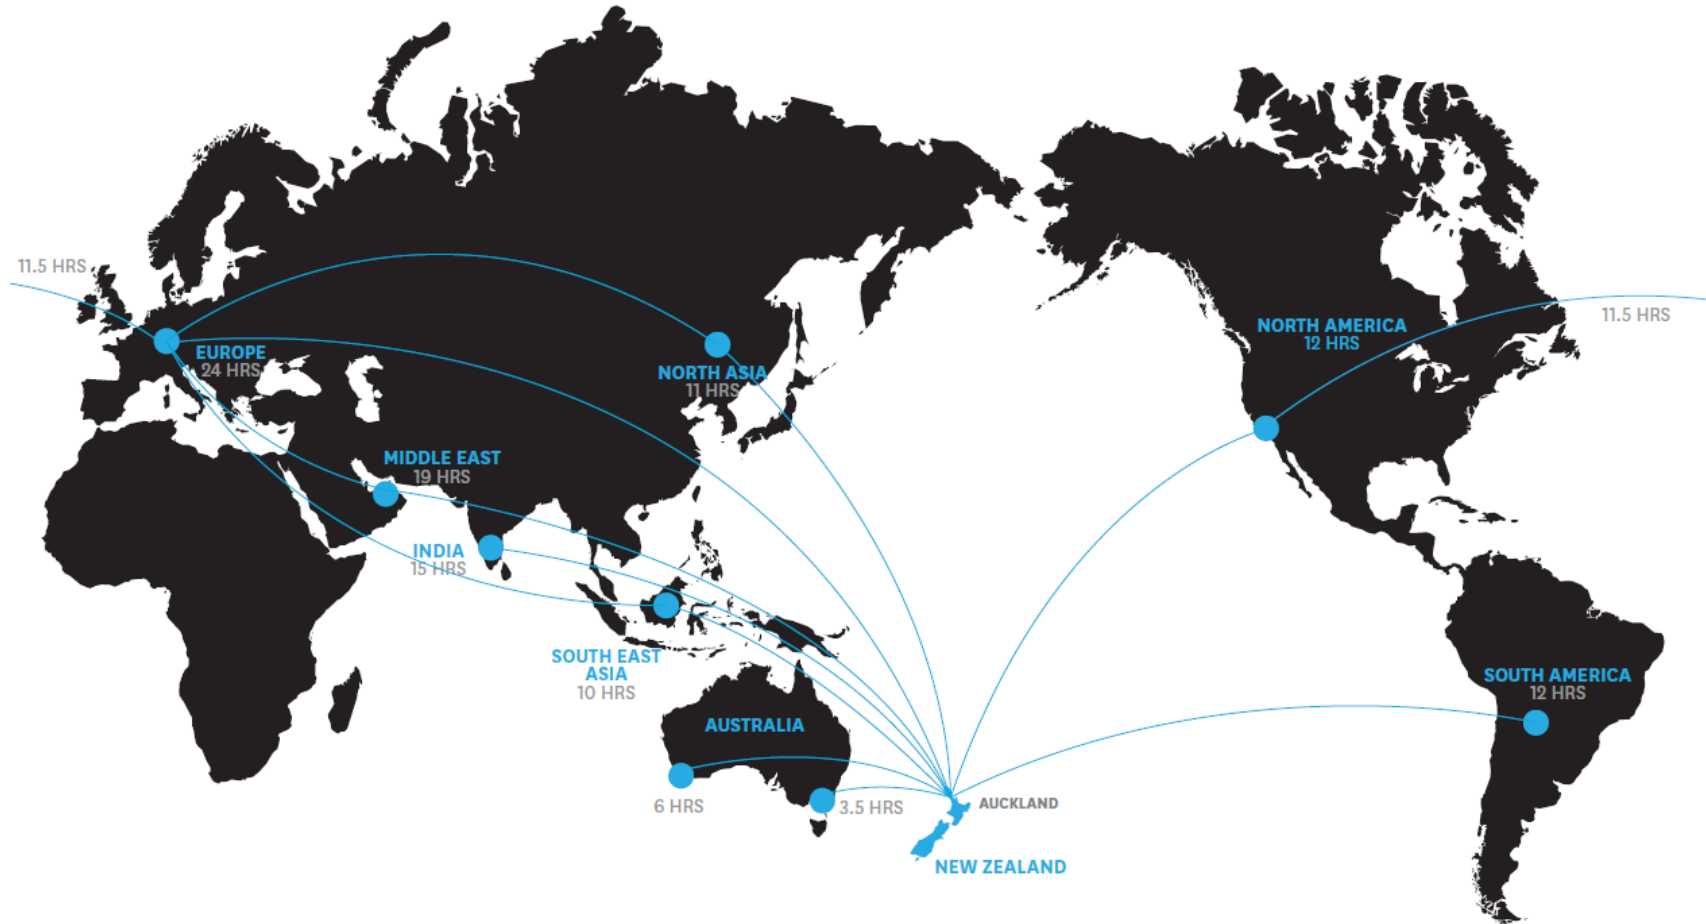 11.5 HRS
EUROPE
24 HRS
NORTH ASIA
11 HRS
NORTH AMERICA
12 HRS
11.5 HRS
MIDDLE EAST
19 HRS
INDIA
15 HRS
SOUTH EAST
ASIA
10 HRS
AUSTRALIA
6 HRS
3.5 HRS
AUCKLAND
NEW ZEALAND
SOUTH AMERICA
12 HRS